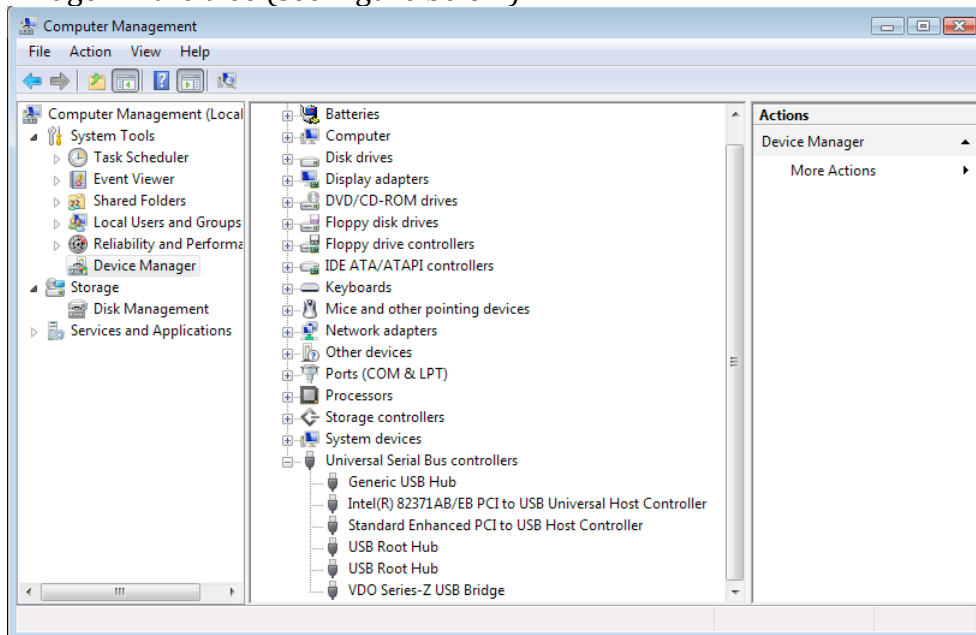 Computer Management
File Action View Help
Computer Management (Local
System Tools
Task Scheduler
Event Viewer
Shared Folders
Local Users and Groups
Reliability and Performa
Device Manager
Storage
Disk Management
Services and Applications
Batteries
Computer
Disk drives
Display adapters
DVD/CD-ROM drives
Floppy disk drives
Floppy drive controllers
IDE ATA/ATAPI controllers
Keyboards
Mice and other pointing devices
Network adapters
Other devices
Ports (COM & LPT)
Processors
Storage controllers
System devices
Universal Serial Bus controllers
Generic USB Hub
Intel(R) 82371AB/EB PCI to USB Universal Host Controller
Standard Enhanced PCI to USB Host Controller
USB Root Hub
USB Root Hub
VDO Series-Z USB Bridge
Actions
Device Manager
More Actions